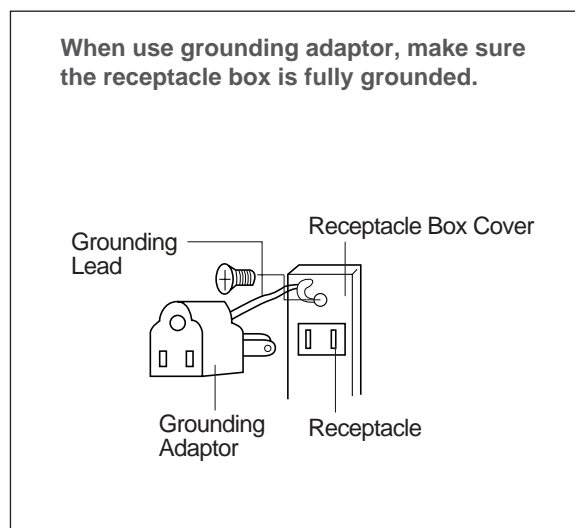 When use grounding adaptor, make sure
the receptacle box is fully grounded.
Receptacle Box Cover
Grounding
Lead
Grounding
Adaptor
Receptacle